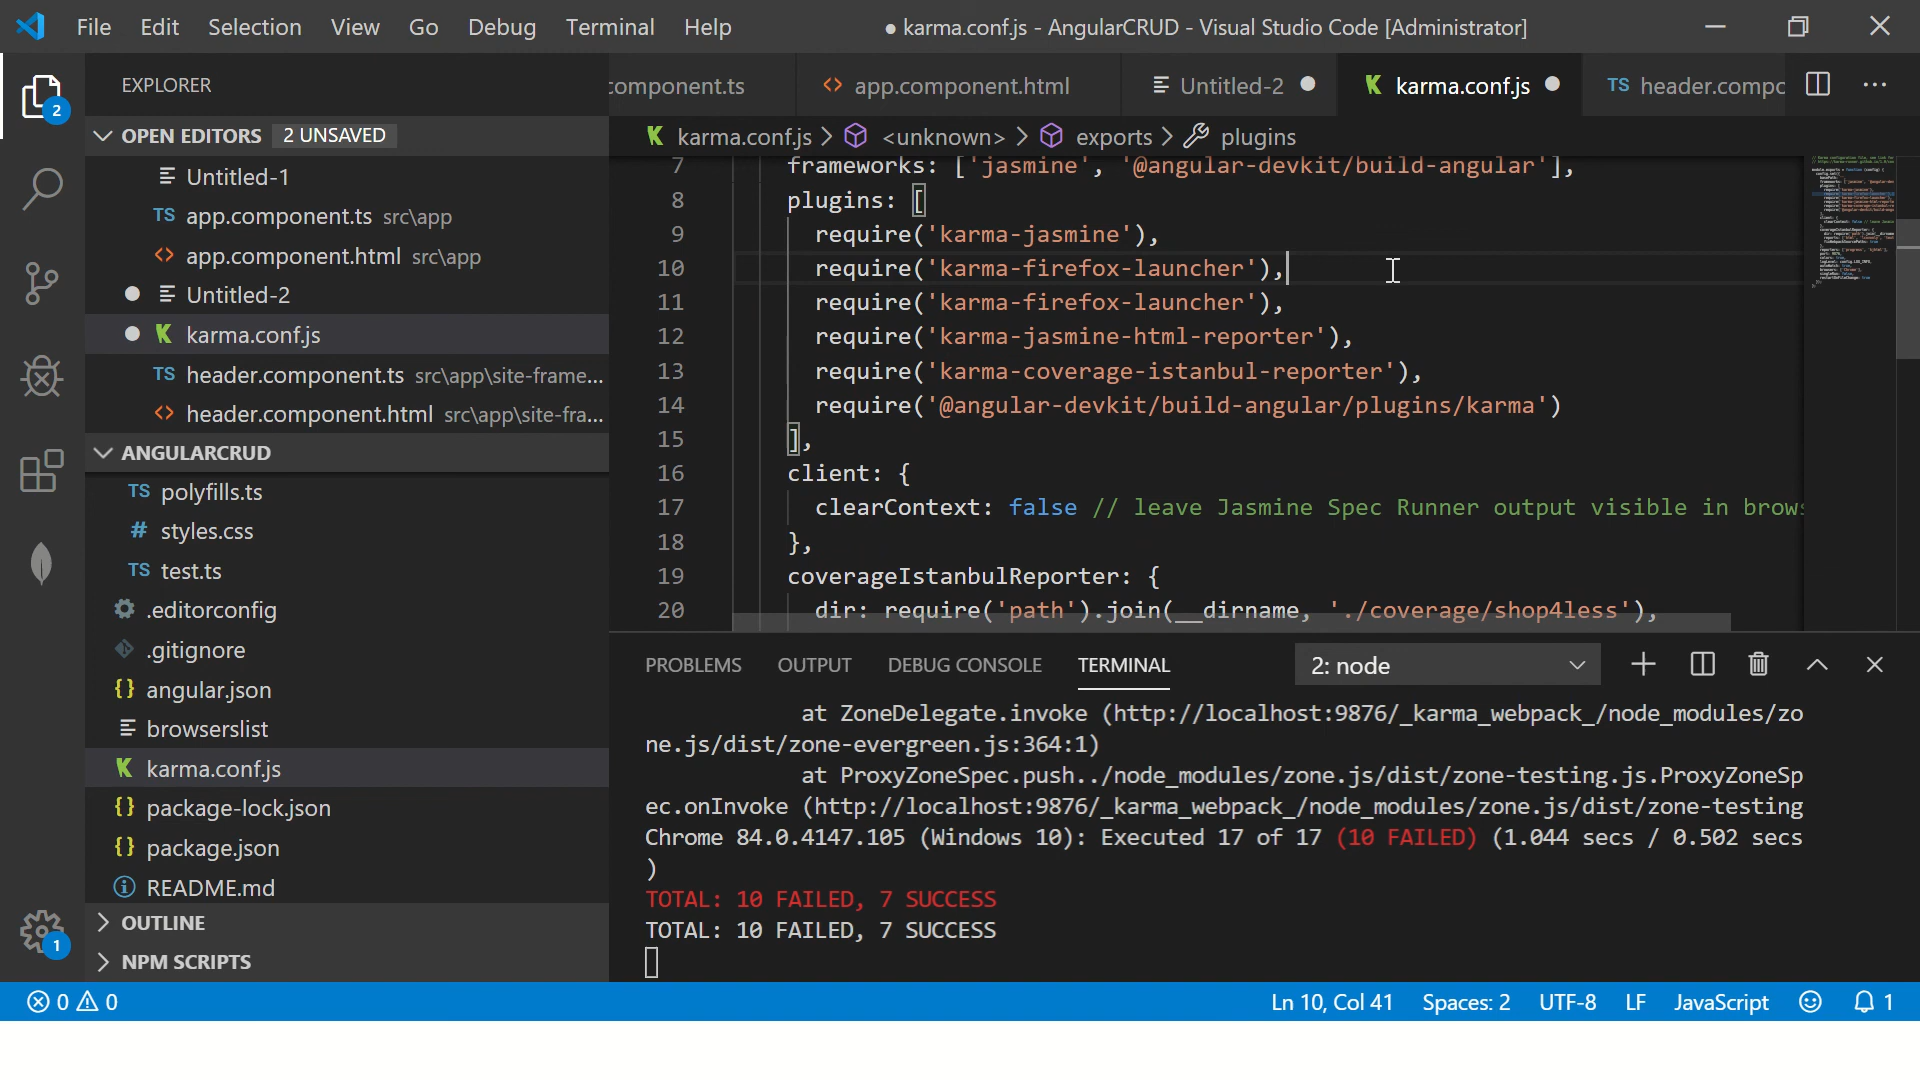 File Edit Selection View Go Debug Terminal Help ● karma.conf.js - AngularCRUD - Visual Studio Code [Administrator]
EXPLORER
component.ts <> app.component.html Untitled-2 ● karma.conf.js ● TS header.compo
OPEN EDITORS 2 UNSAVED
karma.conf.js > <unknown> > exports > plugins
Untitled-1
TS app.component.ts src\app
<> app.component.html src\app
● Untitled-2
● karma.conf.js
TS header.component.ts src\app\site-frame...
<> header.component.html src\app\site-fra...
ANGULARCRUD
TS polyfills.ts
# styles.css
TS test.ts
.editorconfig
.gitignore
{} angular.json
browserslist
karma.conf.js
{} package-lock.json
{} package.json
README.md
OUTLINE
NPM SCRIPTS
2
1
7 frameworks: ['jasmine', '@angular-devkit/build-angular'],
8 plugins: [
9 require('karma-jasmine'),
10 require('karma-firefox-launcher'),
11 require('karma-firefox-launcher'),
12 require('karma-jasmine-html-reporter'),
13 require('karma-coverage-istanbul-reporter'),
14 require('@angular-devkit/build-angular/plugins/karma')
15 ],
16 client: {
17 clearContext: false // leave Jasmine Spec Runner output visible in brows
18 },
19 coverageIstanbulReporter: {
20 dir: require('path').join(__dirname, './coverage/shop4less'),
PROBLEMS OUTPUT DEBUG CONSOLE TERMINAL 2: node
at ZoneDelegate.invoke (http://localhost:9876/_karma_webpack_/node_modules/zo
ne.js/dist/zone-evergreen.js:364:1)
at ProxyZoneSpec.push../node_modules/zone.js/dist/zone-testing.js.ProxyZoneSp
ec.onInvoke (http://localhost:9876/_karma_webpack_/node_modules/zone.js/dist/zone-testing
Chrome 84.0.4147.105 (Windows 10): Executed 17 of 17 (10 FAILED) (1.044 secs / 0.502 secs
)
TOTAL: 10 FAILED, 7 SUCCESS
TOTAL: 10 FAILED, 7 SUCCESS
0 0 Ln 10, Col 41 Spaces: 2 UTF-8 LF JavaScript 1